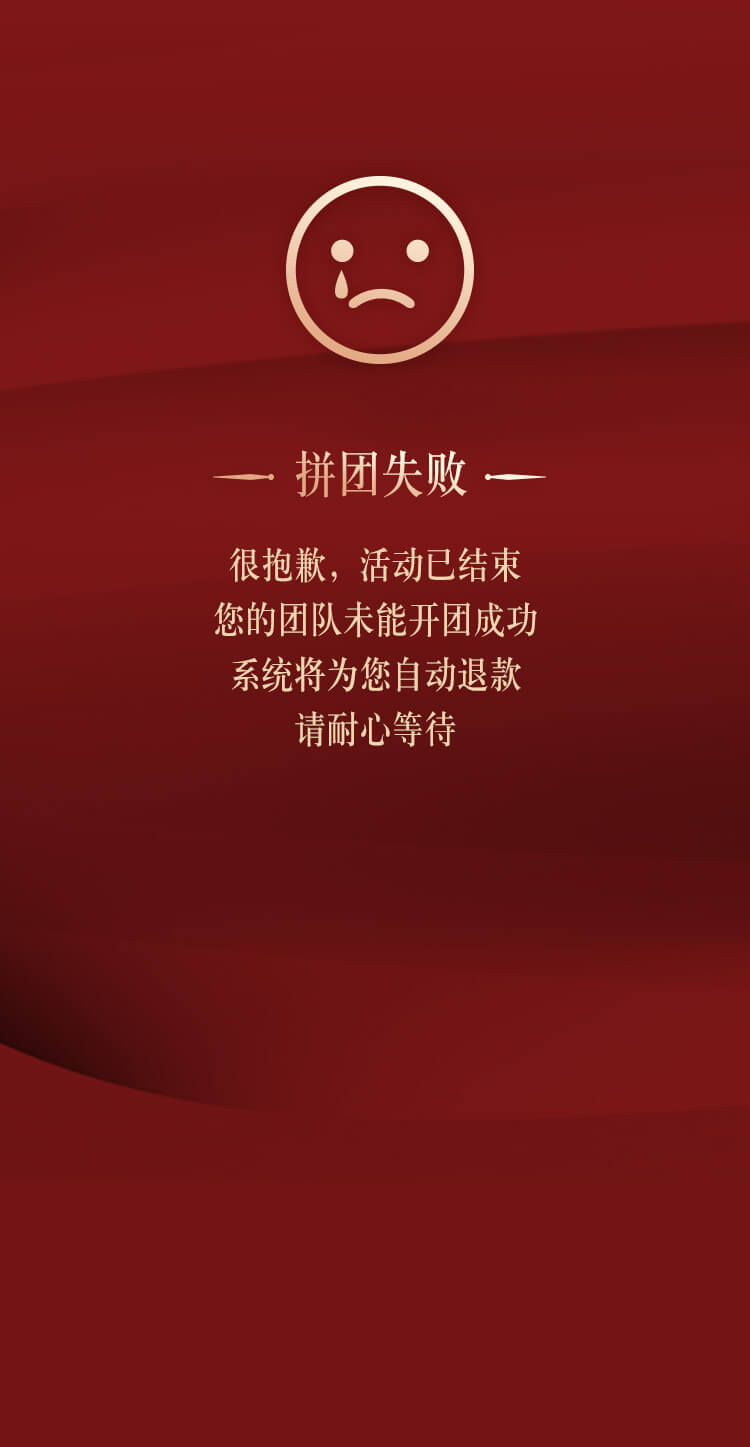 拼团失败
很抱歉，活动已结束
您的团队未能开团成功
系统将为您自动退款
请耐心等待